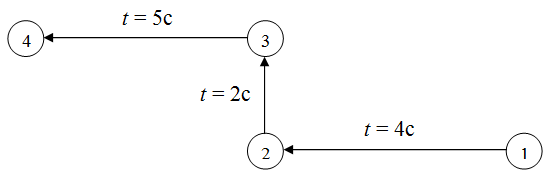 t = 5c
4
3
t = 2c
t = 4c
2
1